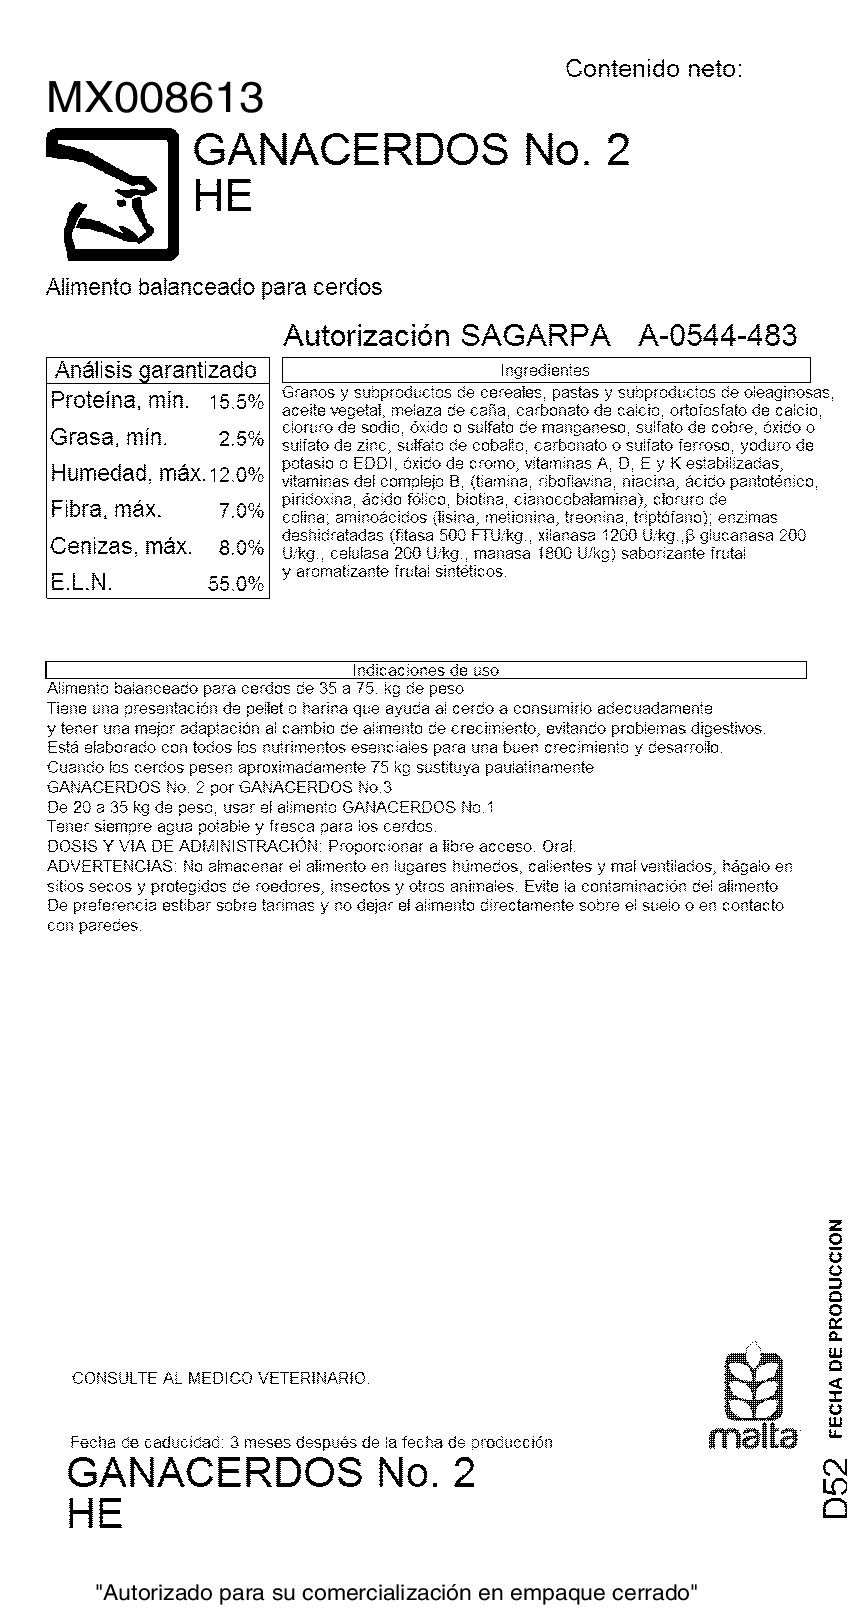 Contenido neto:
MX008613
GANACERDOS No. 2
HE
Alimento balanceado para cerdos
Autorización SAGARPA A-0544-483
Análisis garantizado
Proteína, mín. 15.5%
Grasa, mín. 2.5%
Humedad, máx. 12.0%
Fibra, máx. 7.0%
Cenizas, máx. 8.0%
E.L.N. 55.0%
Ingredientes
Granos y subproductos de cereales, pastas y subproductos de oleaginosas,
aceite vegetal, melaza de caña, carbonato de calcio, ortofosfato de calcio,
cloruro de sodio, óxido o sulfato de manganeso, sulfato de cobre, óxido o
sulfato de zinc, sulfato de cobalto, carbonato o sulfato ferroso, yoduro de
potasio o EDDI, óxido de cromo, vitaminas A, D, E y K estabilizadas,
vitaminas del complejo B, (tiamina, riboflavina, niacina, ácido pantoténico,
piridoxina, ácido fólico, biotina, cianocobalamina), cloruro de
colina; aminoácidos (lisina, metionina, treonina, triptófano); enzimas
deshidratadas (fitasa 500 FTU/kg., xilanasa 1200 U/kg.,β glucanasa 200
U/kg., celulasa 200 U/kg., manasa 1800 U/kg) saborizante frutal
y aromatizante frutal sintéticos.
Indicaciones de uso
Alimento balanceado para cerdos de 35 a 75. kg de peso
Tiene una presentación de pellet o harina que ayuda al cerdo a consumirlo adecuadamente
y tener una mejor adaptación al cambio de alimento de crecimiento, evitando problemas digestivos.
Está elaborado con todos los nutrimentos esenciales para una buen crecimiento y desarrollo.
Cuando los cerdos pesen aproximadamente 75 kg sustituya paulatinamente
GANACERDOS No. 2 por GANACERDOS No.3
De 20 a 35 kg de peso, usar el alimento GANACERDOS No.1
Tener siempre agua potable y fresca para los cerdos.
DOSIS Y VIA DE ADMINISTRACIÓN: Proporcionar a libre acceso. Oral.
ADVERTENCIAS: No almacenar el alimento en lugares húmedos, calientes y mal ventilados, hágalo en
sitios secos y protegidos de roedores, insectos y otros animales. Evite la contaminación del alimento
De preferencia estibar sobre tarimas y no dejar el alimento directamente sobre el suelo o en contacto
con paredes.
FECHA DE PRODUCCION
D52
CONSULTE AL MEDICO VETERINARIO.
malta
Fecha de caducidad: 3 meses después de la fecha de producción
GANACERDOS No. 2
HE
"Autorizado para su comercialización en empaque cerrado"